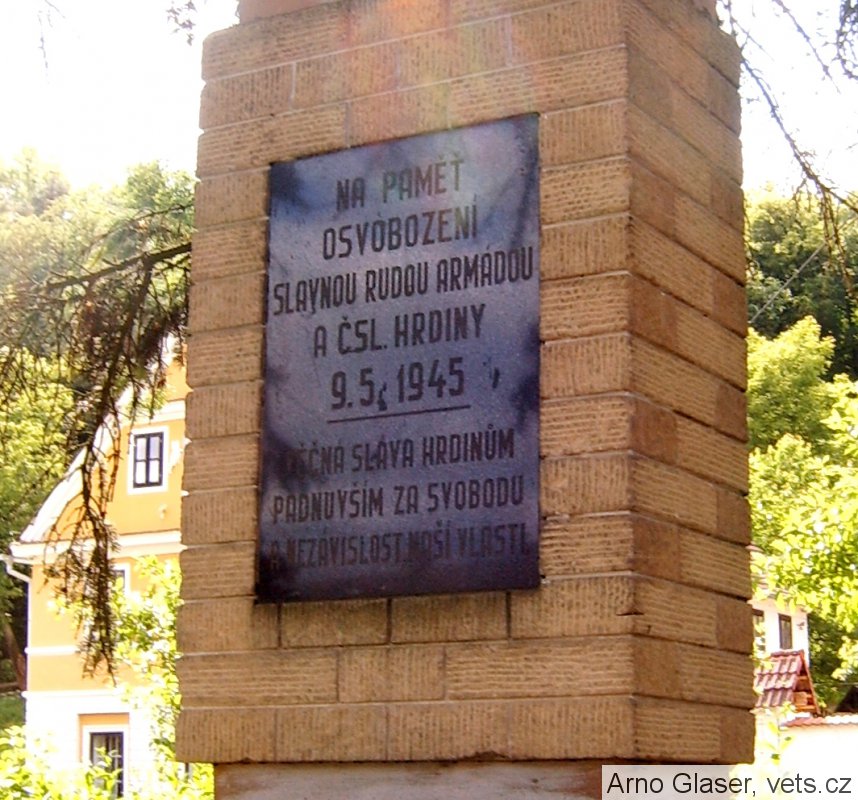 NA PAMĚŤ
OSVOBOZENÍ
SLAVNOU RUDOU ARMÁDOU
A ČSL. HRDINY
9.5. 1945
VĚČNÁ SLÁVA HRDINŮM
PADNUVŠÍM ZA SVOBODU
A NEZÁVISLOST NAŠÍ VLASTI.
Arno Glaser, vets.cz